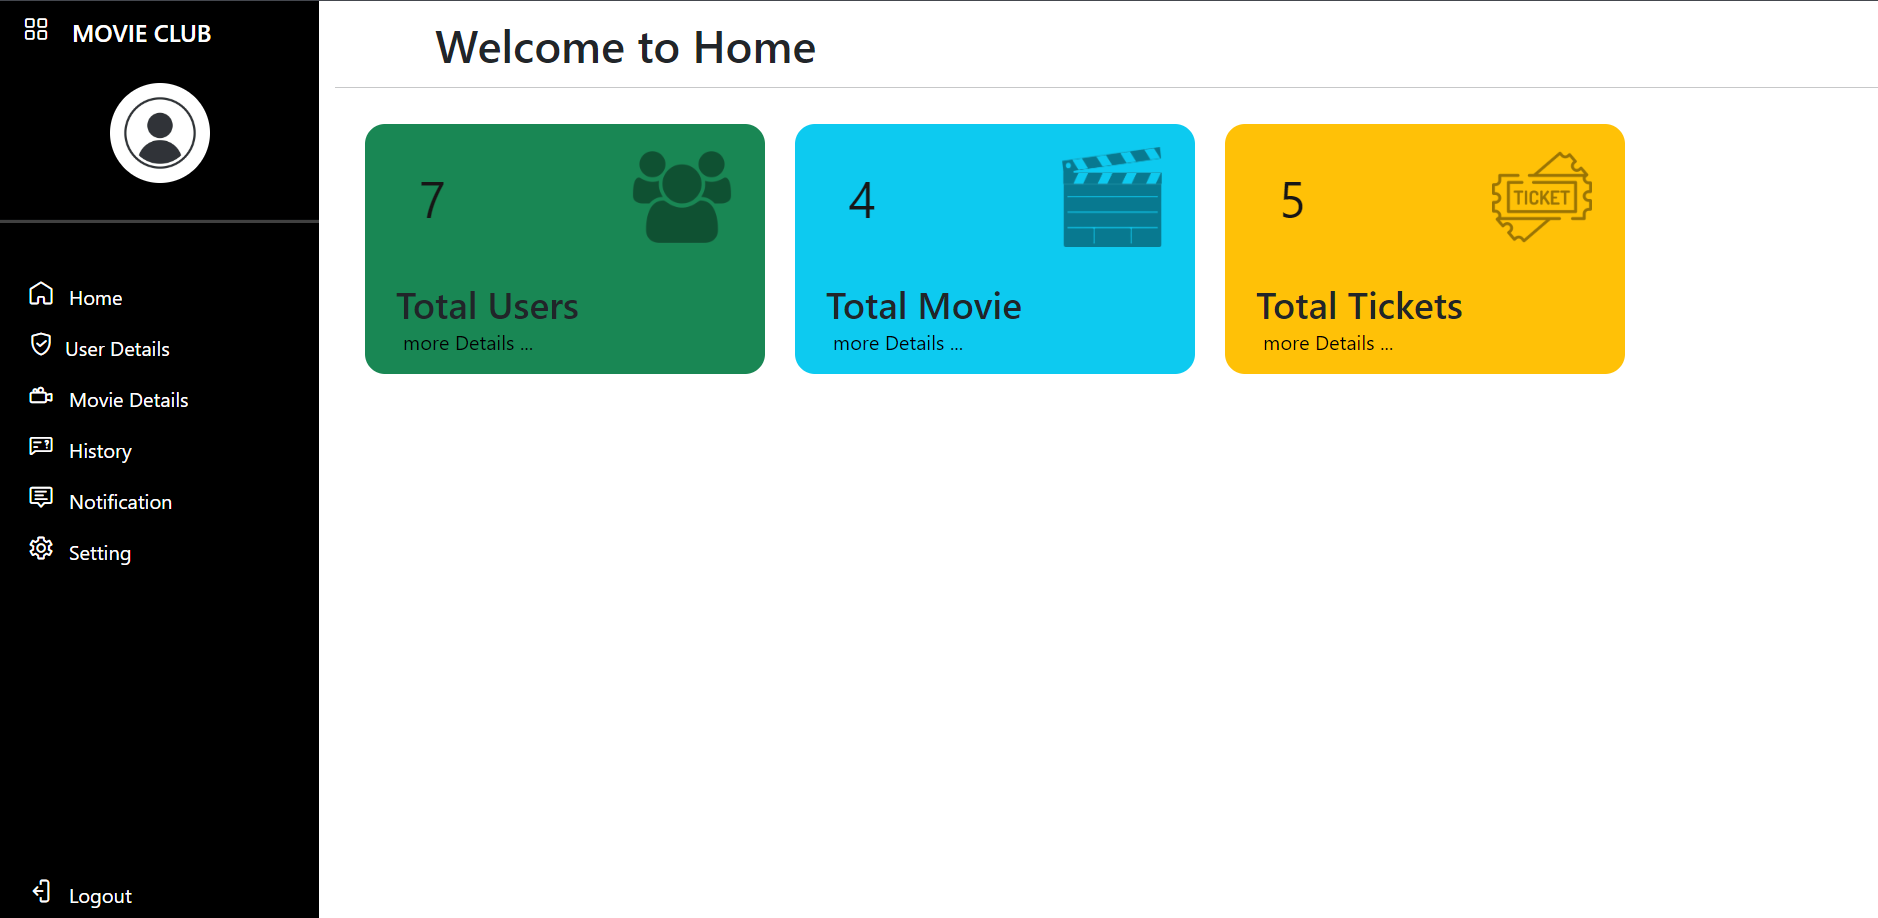 MOVIE CLUB
Home
User Details
Movie Details
History
Notification
Setting
Logout
Welcome to Home
7
Total Users
more Details ...
4
Total Movie
more Details ...
5
TICKET
Total Tickets
more Details ...